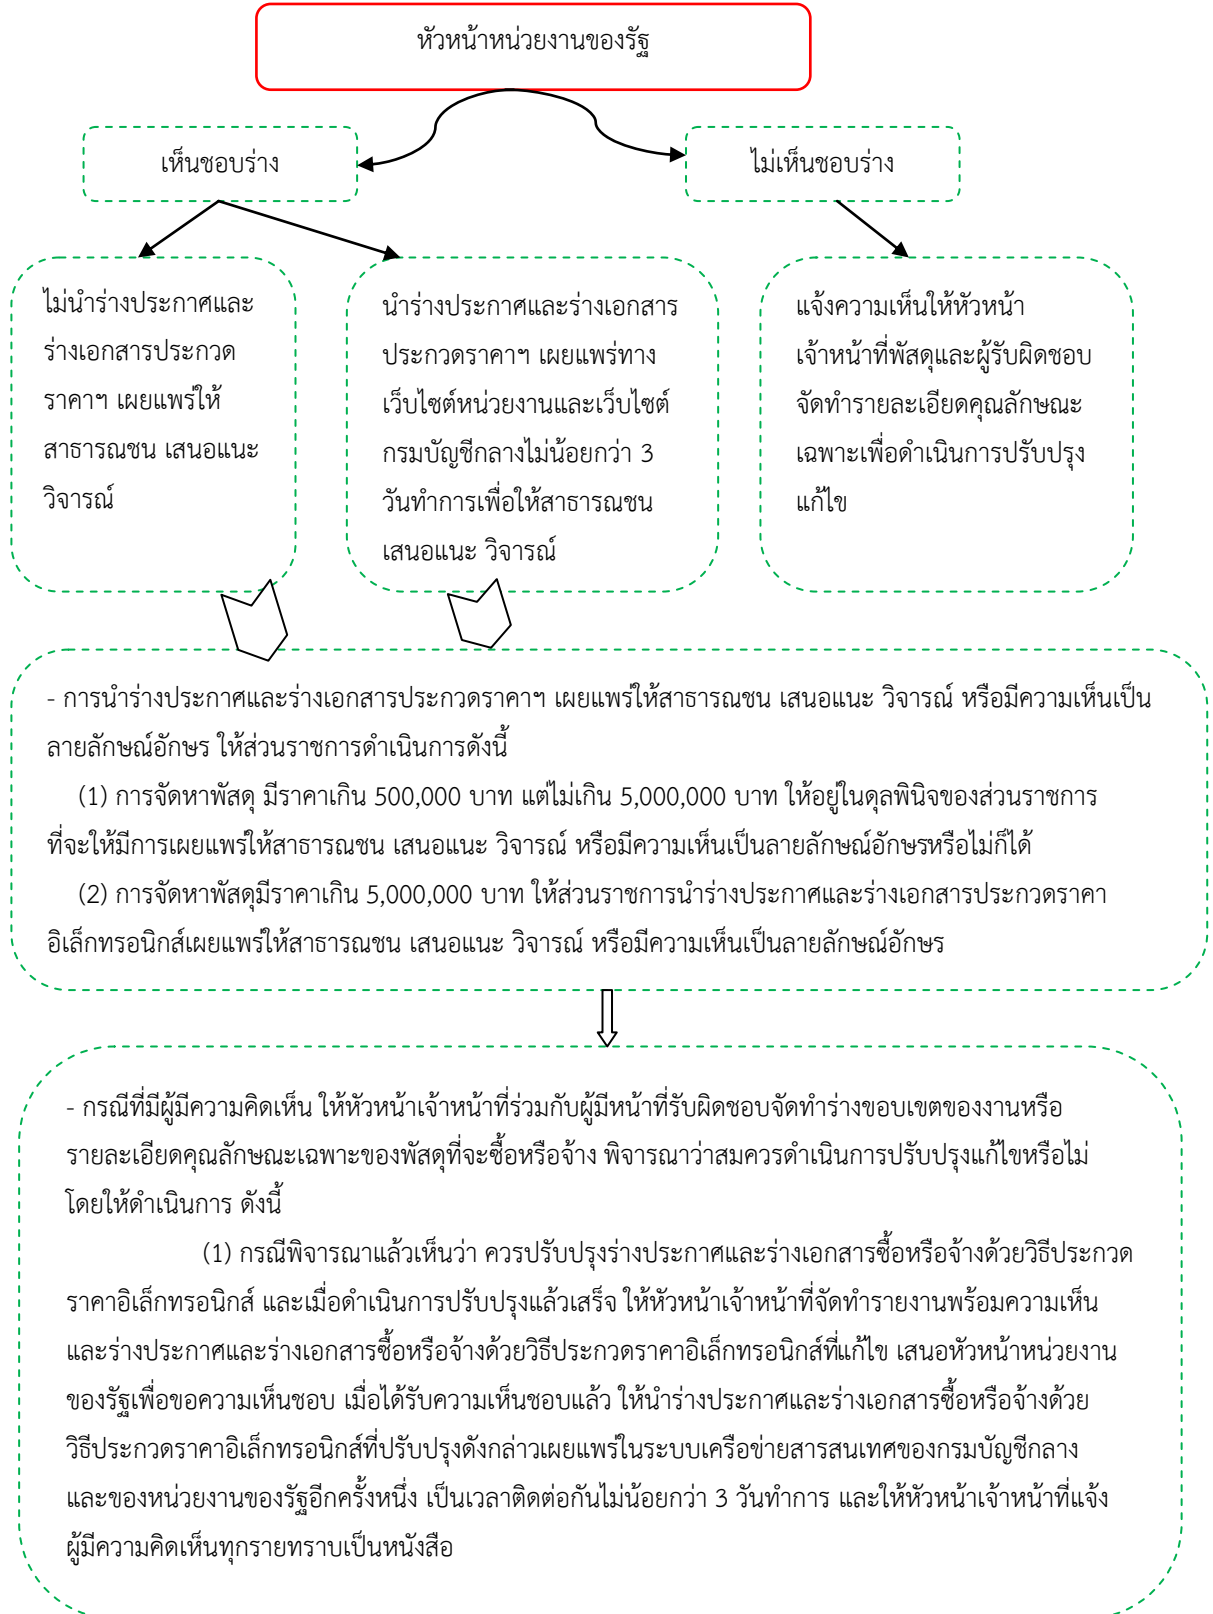 หัวหน้าหน่วยงานของรัฐ
เห็นชอบร่าง
ไม่เห็นชอบร่าง
ไม่นำร่างประกาศและ
ร่างเอกสารประกวด
ราคาฯ เผยแพร่ให้
สาธารณชน เสนอแนะ
วิจารณ์
นำร่างประกาศและร่างเอกสาร
ประกวดราคาฯ เผยแพร่ทาง
เว็บไซต์หน่วยงานและเว็บไซต์
กรมบัญชีกลางไม่น้อยกว่า 3
วันทำการเพื่อให้สาธารณชน
เสนอแนะ วิจารณ์
แจ้งความเห็นให้หัวหน้า
เจ้าหน้าที่พัสดุและผู้รับผิดชอบ
จัดทำรายละเอียดคุณลักษณะ
เฉพาะเพื่อดำเนินการปรับปรุง
แก้ไข
- การนำร่างประกาศและร่างเอกสารประกวดราคาฯ เผยแพร่ให้สาธารณชน เสนอแนะ วิจารณ์ หรือมีความเห็นเป็น
ลายลักษณ์อักษร ให้ส่วนราชการดำเนินการดังนี้
(1) การจัดหาพัสดุ มีราคาเกิน 500,000 บาท แต่ไม่เกิน 5,000,000 บาท ให้อยู่ในดุลพินิจของส่วนราชการ
ที่จะให้มีการเผยแพร่ให้สาธารณชน เสนอแนะ วิจารณ์ หรือมีความเห็นเป็นลายลักษณ์อักษรหรือไม่ก็ได้
(2) การจัดหาพัสดุมีราคาเกิน 5,000,000 บาท ให้ส่วนราชการนำร่างประกาศและร่างเอกสารประกวดราคา
อิเล็กทรอนิกส์เผยแพร่ให้สาธารณชน เสนอแนะ วิจารณ์ หรือมีความเห็นเป็นลายลักษณ์อักษร
- กรณีที่มีผู้มีความคิดเห็น ให้หัวหน้าเจ้าหน้าที่ร่วมกับผู้มีหน้าที่รับผิดชอบจัดทำร่างขอบเขตของงานหรือ
รายละเอียดคุณลักษณะเฉพาะของพัสดุที่จะซื้อหรือจ้าง พิจารณาว่าสมควรดำเนินการปรับปรุงแก้ไขหรือไม่
โดยให้ดำเนินการ ดังนี้
(1) กรณีพิจารณาแล้วเห็นว่า ควรปรับปรุงร่างประกาศและร่างเอกสารซื้อหรือจ้างด้วยวิธีประกวด
ราคาอิเล็กทรอนิกส์ และเมื่อดำเนินการปรับปรุงแล้วเสร็จ ให้หัวหน้าเจ้าหน้าที่จัดทำรายงานพร้อมความเห็น
และร่างประกาศและร่างเอกสารซื้อหรือจ้างด้วยวิธีประกวดราคาอิเล็กทรอนิกส์ที่แก้ไข เสนอหัวหน้าหน่วยงาน
ของรัฐเพื่อขอความเห็นชอบ เมื่อได้รับความเห็นชอบแล้ว ให้นำร่างประกาศและร่างเอกสารซื้อหรือจ้างด้วย
วิธีประกวดราคาอิเล็กทรอนิกส์ที่ปรับปรุงดังกล่าวเผยแพร่ในระบบเครือข่ายสารสนเทศของกรมบัญชีกลาง
และของหน่วยงานของรัฐอีกครั้งหนึ่ง เป็นเวลาติดต่อกันไม่น้อยกว่า 3 วันทำการ และให้หัวหน้าเจ้าหน้าที่แจ้ง
ผู้มีความคิดเห็นทุกรายทราบเป็นหนังสือ